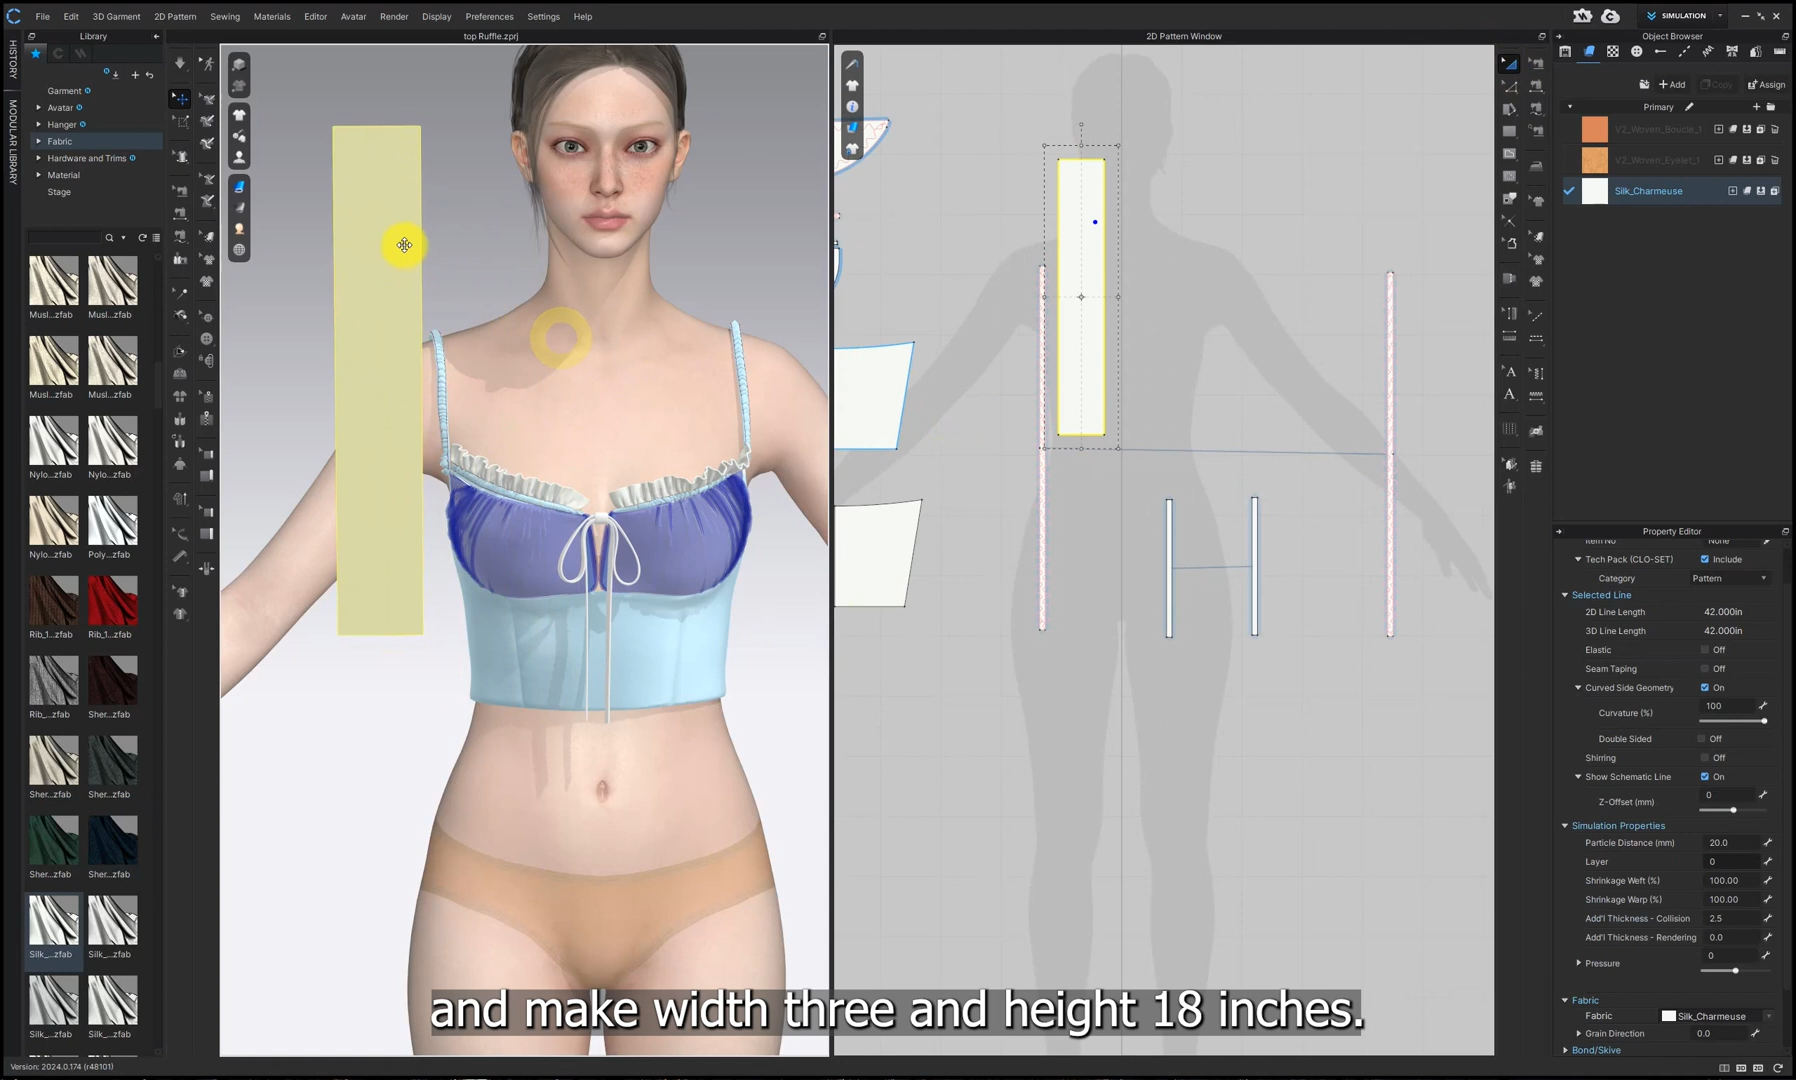 File Edit 3D Garment 2D Pattern Sewing Materials Editor Avatar Render Display Preferences Settings Help
SIMULATION
Library
top Ruffle.zprj
2D Pattern Window
Object Browser
HISTORY
MODULAR LIBRARY
Garment
Avatar
Hanger
Fabric
Hardware and Trims
Material
Stage
Musl...zfab Musl...zfab
Musl...zfab Musl...zfab
Nylo...zfab Nylo...zfab
Nylo...zfab Poly...zfab
Rib_1...zfab Rib_1...zfab
Rib_...zfab Sher...zfab
Sher...zfab Sher...zfab
Sher...zfab Sher...zfab
Silk_...zfab Silk_...zfab
Silk_...zfab Silk_...zfab
Add Copy Assign
Primary
V2_Woven_Boucle_1
V2_Woven_Eyelet_1
Silk_Charmeuse
Property Editor
Item No None
Tech Pack (CLO-SET) Include
Category Pattern
Selected Line
2D Line Length 42.000in
3D Line Length 42.000in
Elastic Off
Seam Taping Off
Curved Side Geometry On
Curvature (%) 100
Double Sided Off
Shirring Off
Show Schematic Line On
Z-Offset (mm) 0
Simulation Properties
Particle Distance (mm) 20.0
Layer 0
Shrinkage Weft (%) 100.00
Shrinkage Warp (%) 100.00
Add'l Thickness - Collision 2.5
Add'l Thickness - Rendering 0.0
Pressure 0
Fabric
Fabric Silk_Charmeuse
Grain Direction 0.0
Bond/Skive
and make width three and height 18 inches.
Version: 2024.0.174 (r48101)